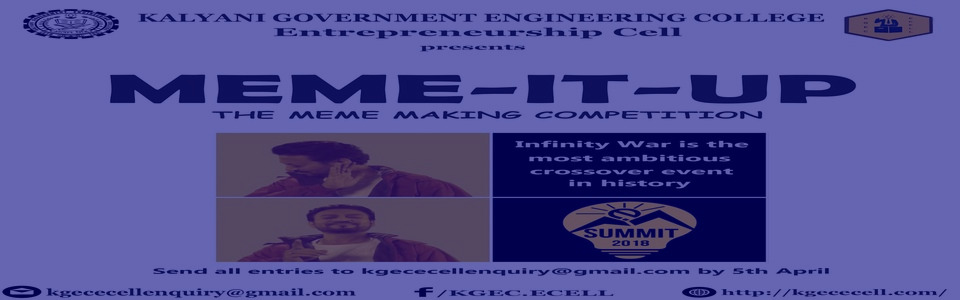 KALYANI GOVERNMENT ENGINEERING COLLEGE
Entrepreneurship Cell
presents
MEME-IT-UP
THE MEME MAKING COMPETITION
Infinity War is the
most ambitious
crossover event
in history
SUMMIT
2018
Send all entries to kgececellenquiry@gmail.com by 5th April
kgececellenquiry@gmail.com
/KGEC.ECELL
http://kgecell.com/